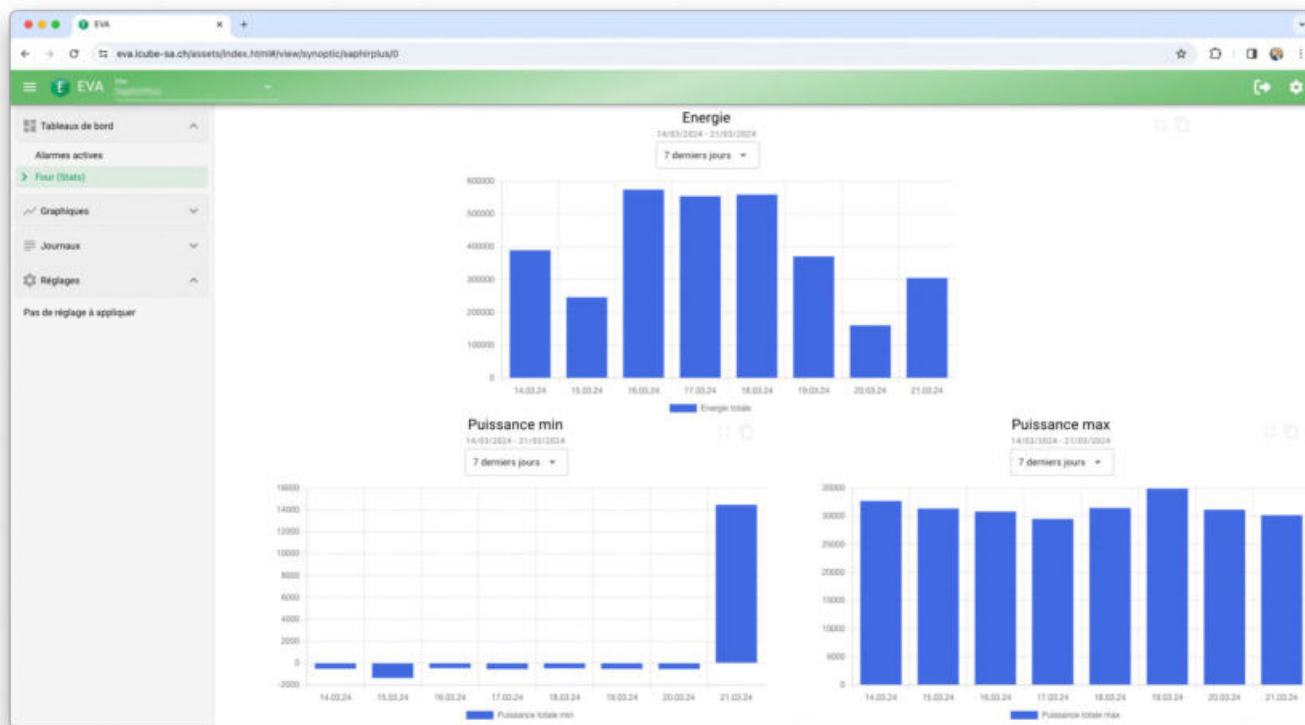 EVA
eva.icube-sa.ch/assets/index.html#/view/synoptic/saphirplus/0
EVA
Tableaux de bord
Alarmes actives
Four (Stats)
Graphiques
Journaux
Réglages
Pas de réglage à appliquer
Energie
14/03/2024 - 21/03/2024
7 derniers jours
600000
500000
400000
300000
200000
100000
0
14.03.24 15.03.24 16.03.24 17.03.24 18.03.24 19.03.24 20.03.24 21.03.24
Energie totale
Puissance min
14/03/2024 - 21/03/2024
7 derniers jours
16000
14000
12000
10000
8000
6000
4000
2000
0
-2000
14.03.24 15.03.24 16.03.24 17.03.24 18.03.24 19.03.24 20.03.24 21.03.24
Puissance totale min
Puissance max
14/03/2024 - 21/03/2024
7 derniers jours
35000
30000
25000
20000
15000
10000
5000
0
14.03.24 15.03.24 16.03.24 17.03.24 18.03.24 19.03.24 20.03.24 21.03.24
Puissance totale max